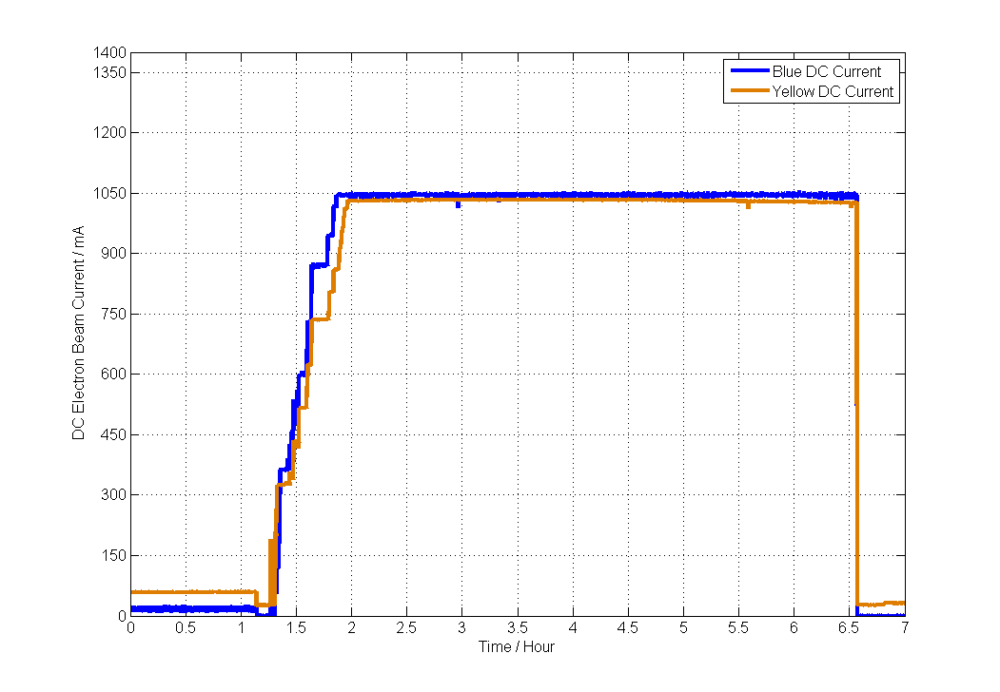 1400
1350
1200
1050
900
750
600
450
300
150
0
DC Electron Beam Current / mA
Blue DC Current
Yellow DC Current
0 0.5 1 1.5 2 2.5 3 3.5 4 4.5 5 5.5 6 6.5 7
Time / Hour